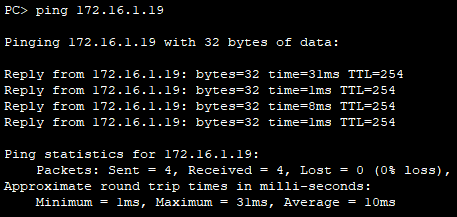 PC> ping 172.16.1.19
Pinging 172.16.1.19 with 32 bytes of data:
Reply from 172.16.1.19: bytes=32 time=31ms TTL=254
Reply from 172.16.1.19: bytes=32 time=1ms TTL=254
Reply from 172.16.1.19: bytes=32 time=8ms TTL=254
Reply from 172.16.1.19: bytes=32 time=1ms TTL=254
Ping statistics for 172.16.1.19:
Packets: Sent = 4, Received = 4, Lost = 0 (0% loss),
Approximate round trip times in milli-seconds:
Minimum = 1ms, Maximum = 31ms, Average = 10ms